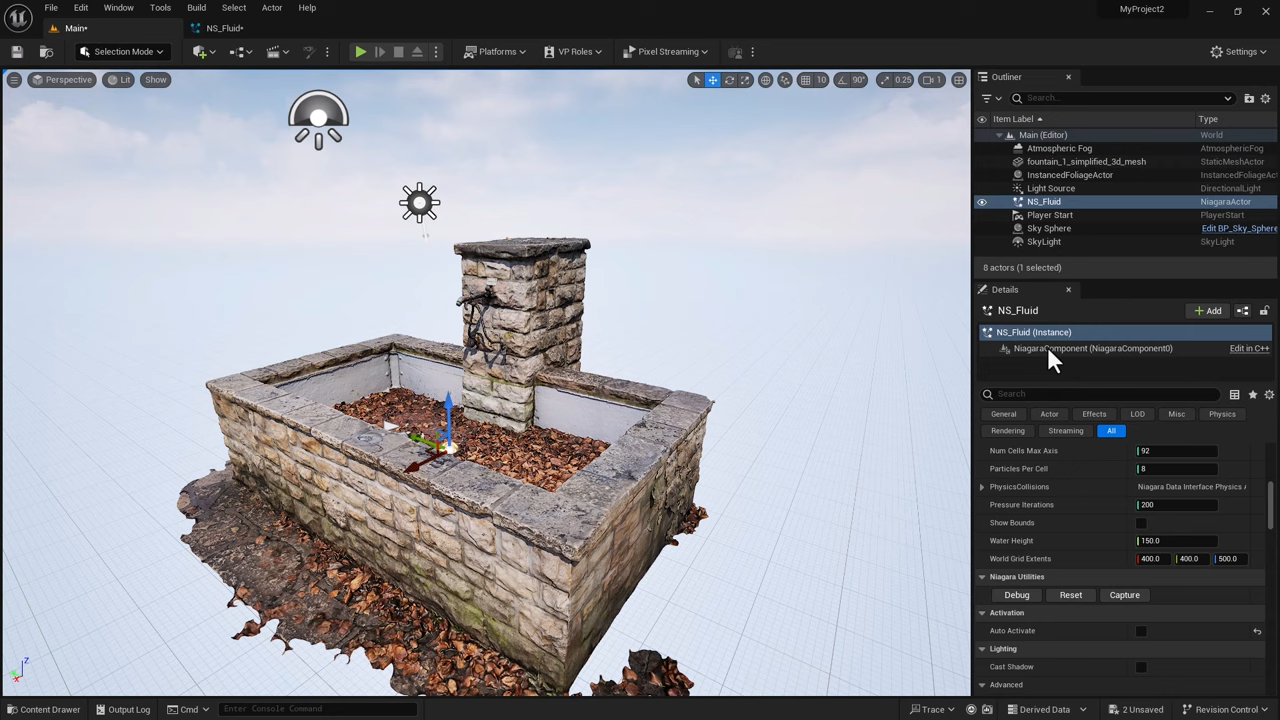 File Edit Window Tools Build Select Actor Help MyProject2
Main* NS_Fluid*
Selection Mode Platforms VP Roles Pixel Streaming Settings
Perspective Lit Show 10 90° 0.25 1
Outliner
Search...
Item Label Type
Main (Editor) World
Atmospheric Fog AtmosphericFog
fountain_1_simplified_3d_mesh StaticMeshActor
InstancedFoliageActor InstancedFoliageAct
Light Source DirectionalLight
NS_Fluid NiagaraActor
Player Start PlayerStart
Sky Sphere Edit BP_Sky_Sphere
SkyLight SkyLight
8 actors (1 selected)
Details
NS_Fluid Add
NS_Fluid (Instance)
NiagaraComponent (NiagaraComponent0) Edit in C++
Search
General Actor Effects LOD Misc Physics
Rendering Streaming All
Num Cells Max Axis 92
Particles Per Cell 8
PhysicsCollisions Niagara Data Interface Physics A
Pressure Iterations 200
Show Bounds
Water Height 150.0
World Grid Extents 400.0 400.0 500.0
Niagara Utilities
Debug Reset Capture
Activation
Auto Activate
Lighting
Cast Shadow
Advanced
Z
Content Drawer Output Log Cmd Enter Console Command Trace Derived Data 2 Unsaved Revision Control